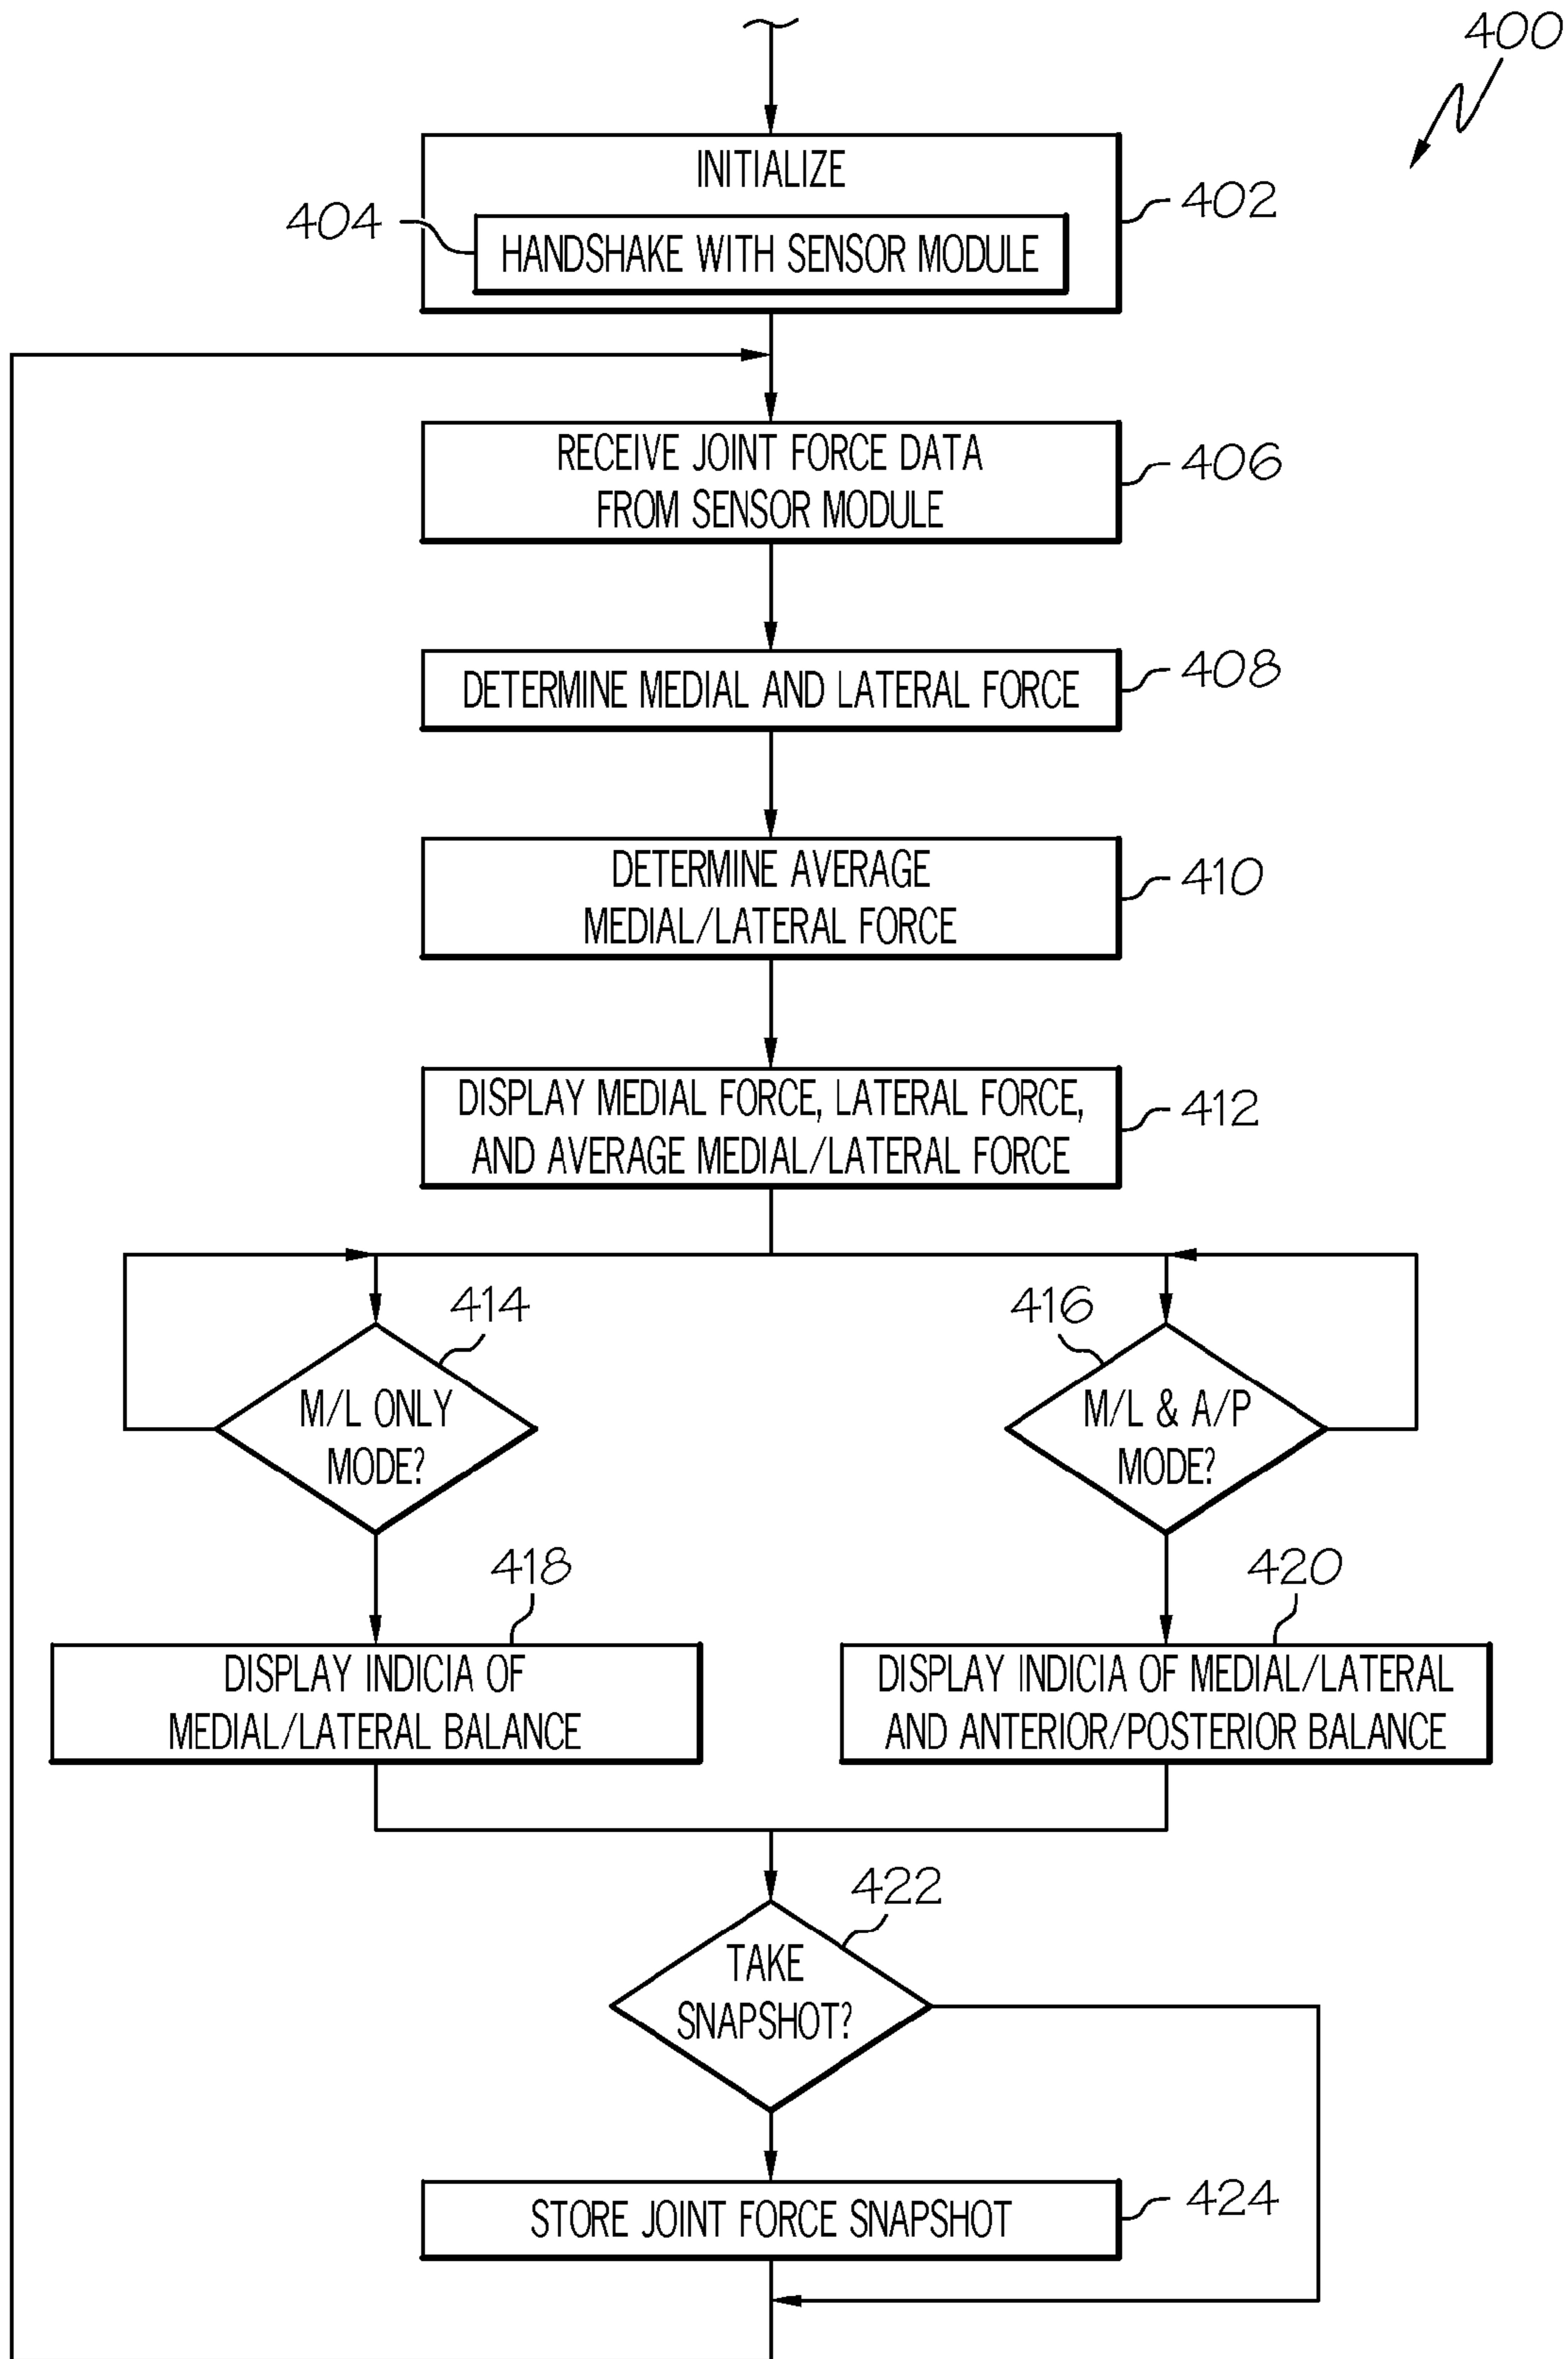 400
INITIALIZE
402
404
HANDSHAKE WITH SENSOR MODULE
RECEIVE JOINT FORCE DATA
FROM SENSOR MODULE
406
DETERMINE MEDIAL AND LATERAL FORCE
408
DETERMINE AVERAGE
MEDIAL/LATERAL FORCE
410
DISPLAY MEDIAL FORCE, LATERAL FORCE,
AND AVERAGE MEDIAL/LATERAL FORCE
412
414
M/L ONLY
MODE?
416
M/L & A/P
MODE?
418
DISPLAY INDICIA OF
MEDIAL/LATERAL BALANCE
420
DISPLAY INDICIA OF MEDIAL/LATERAL
AND ANTERIOR/POSTERIOR BALANCE
422
TAKE
SNAPSHOT?
STORE JOINT FORCE SNAPSHOT
424